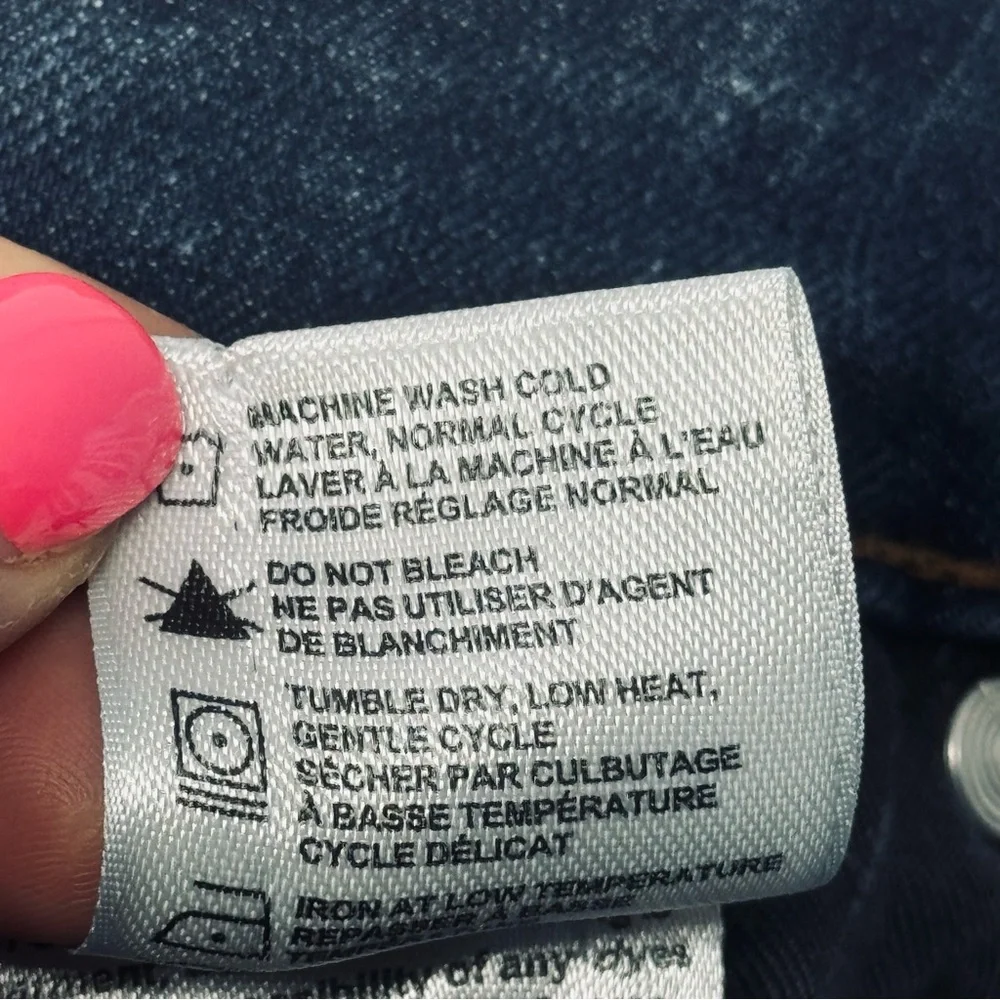 MACHINE WASH COLD
WATER, NORMAL CYCLE
LAVER À LA MACHINE À L'EAU
FROIDE RÉGLAGE NORMAL
DO NOT BLEACH
NE PAS UTILISER D'AGENT
DE BLANCHIMENT
TUMBLE DRY, LOW HEAT,
GENTLE CYCLE
SÉCHER PAR CULBUTAGE
À BASSE TEMPÉRATURE
CYCLE DÉLICAT
IRON AT LOW TEMPERATURE
REPASSER À BASSE
of any dyes